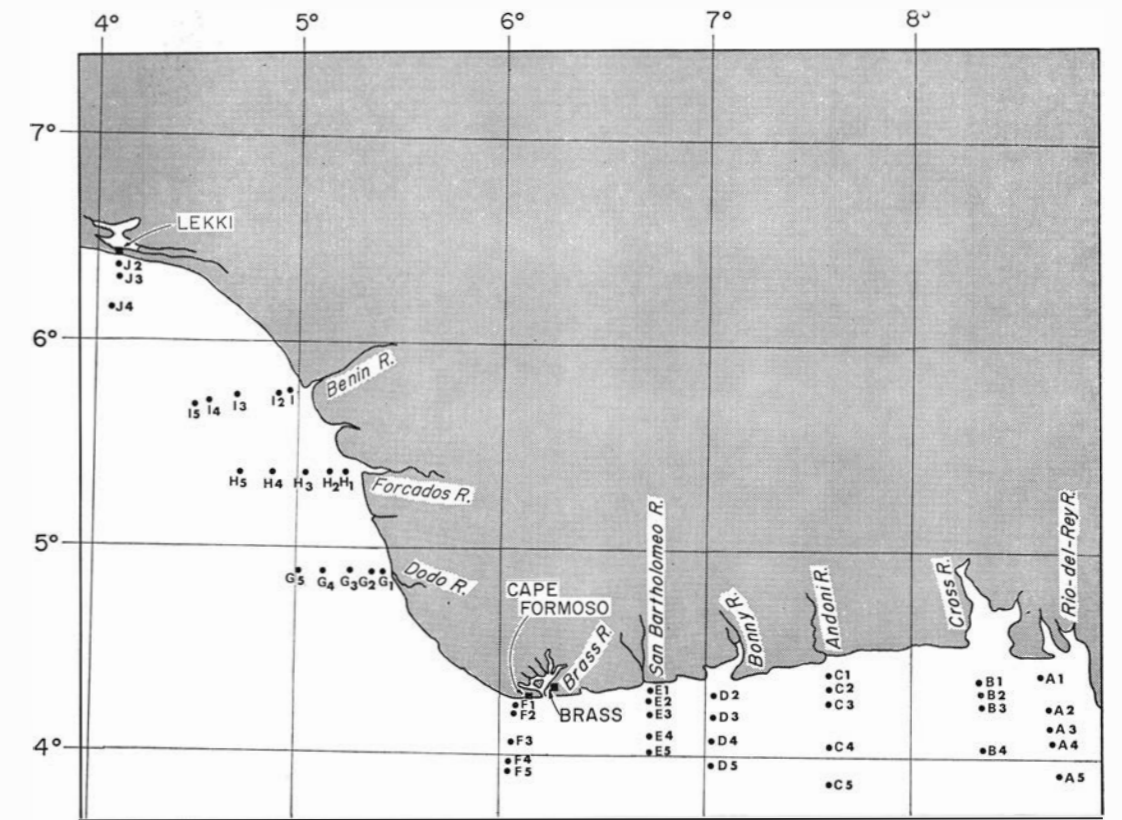 4° 5° 6° 7° 8°
7°
LEKKI
J2
J3
J4
6°
Benin R.
I5 I4 I3 I2 I
H5 H4 H3 H2 H1
Forcados R.
5°
G5 G4 G3 G2 G1
Dodo R.
CAPE
FORMOSO
Brass R.
San Bartholomeo R.
Bonny R.
Andoni R.
Cross R.
Rio-del-Rey R.
BRASS
F1
F2
F3
F4
F5
E1
E2
E3
E4
E5
D2
D3
D4
D5
C1
C2
C3
C4
C5
B1
B2
B3
B4
A1
A2
A3
A4
A5
4°